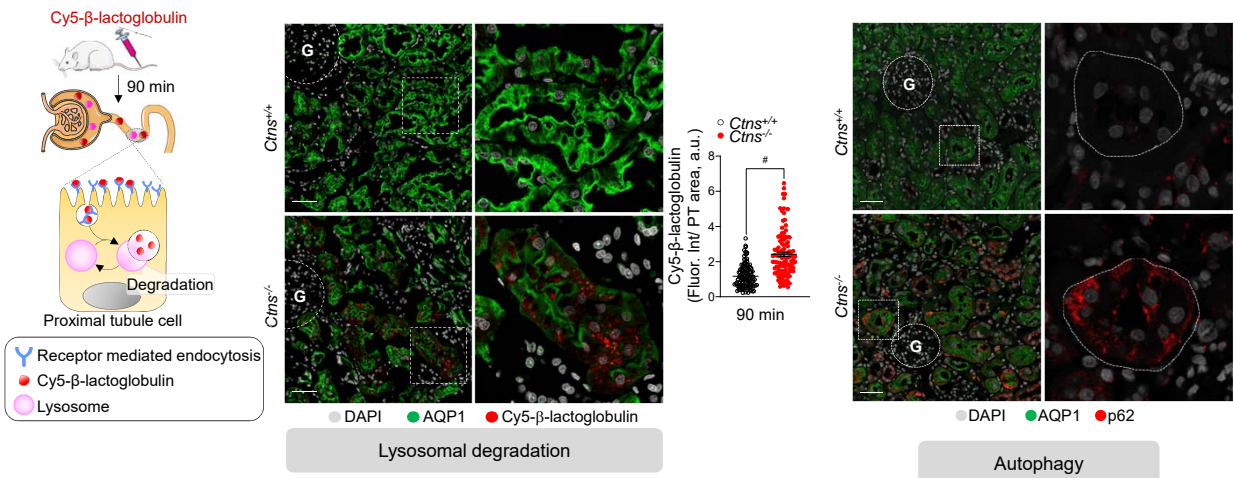 Cy5-β-lactoglobulin
90 min
Degradation
Proximal tubule cell
Receptor mediated endocytosis
Cy5-β-lactoglobulin
Lysosome
Ctns+/+
G
Ctns-/-
G
DAPI AQP1 Cy5-β-lactoglobulin
Lysosomal degradation
Ctns+/+
Ctns-/-
Cy5-β-lactoglobulin
(Fluor. Int/ PT area, a.u.)
8
6
4
2
0
#
90 min
Ctns+/+
G
Ctns-/-
G
DAPI AQP1 p62
Autophagy